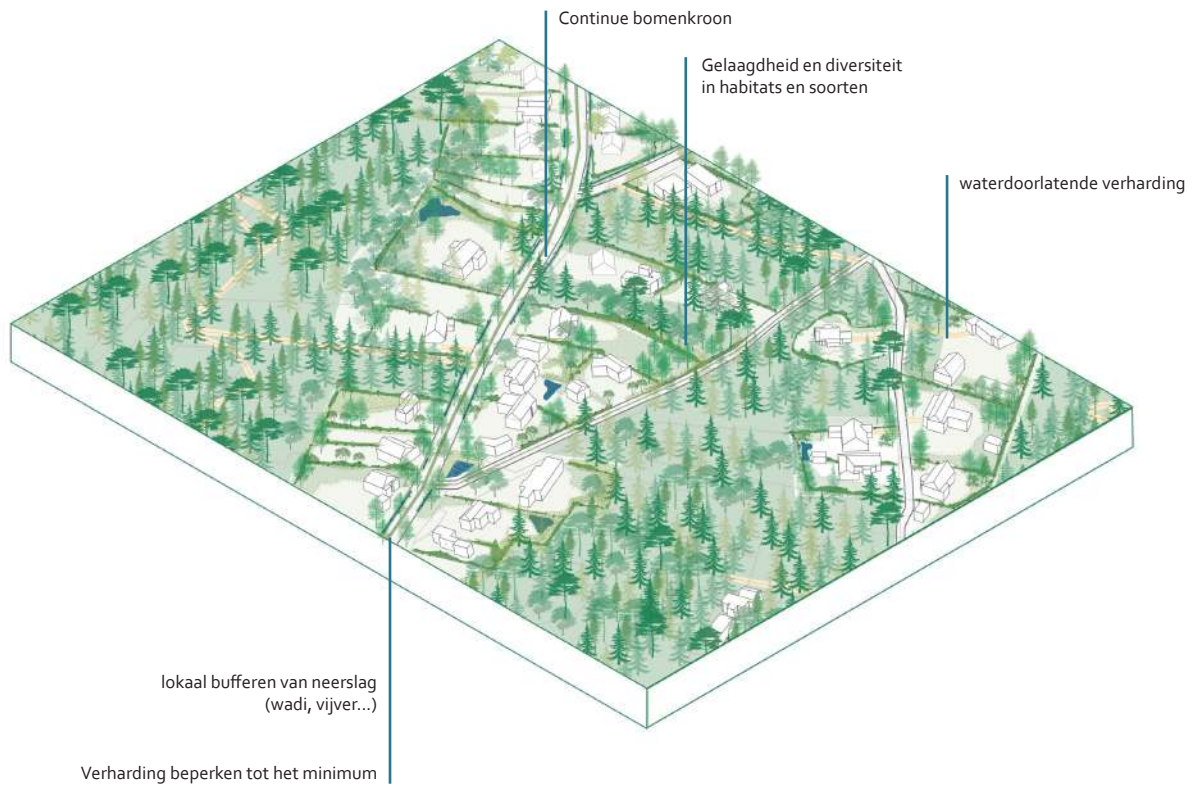 Continue bomenkroon
Gelaagdheid en diversiteit
in habitats en soorten
waterdoorlatende verharding
lokaal bufferen van neerslag
(wadi, vijver...)
Verharding beperken tot het minimum